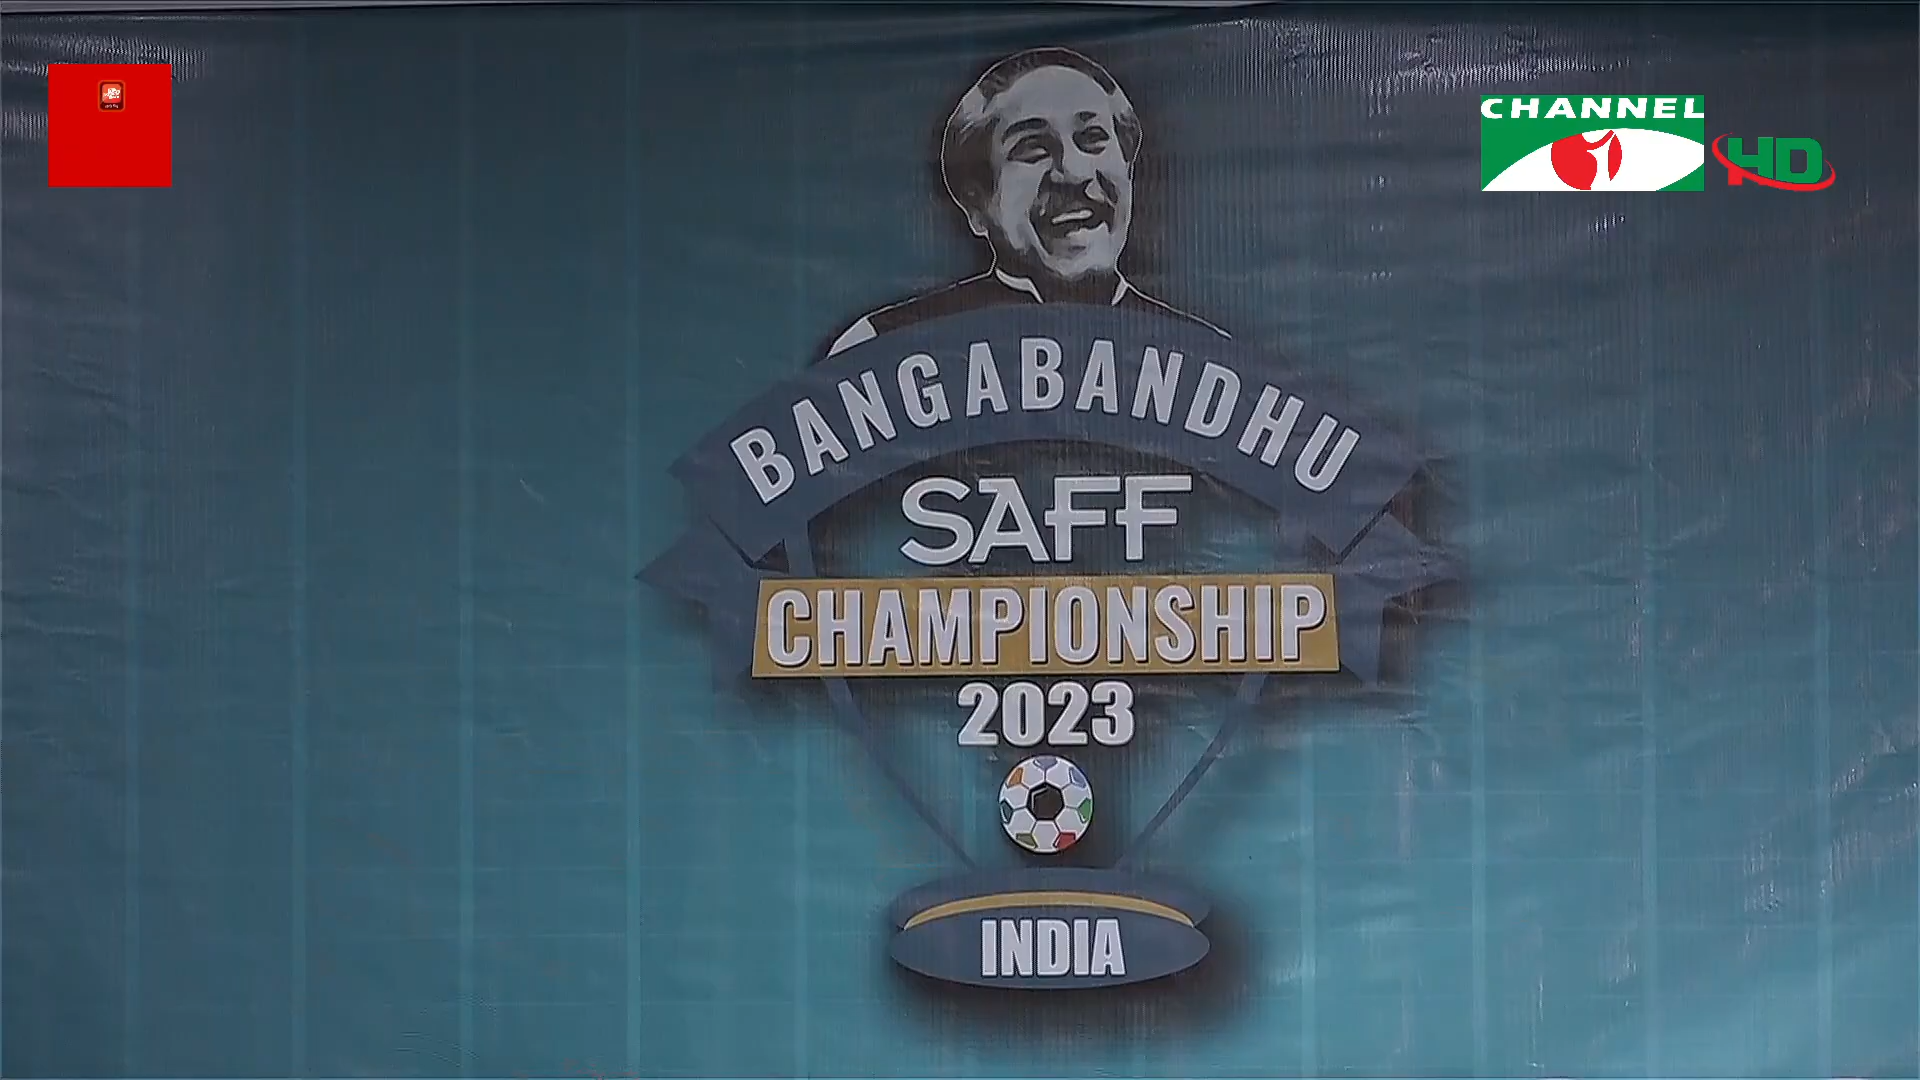 CHANNEL
i
HD
BANGABANDHU
SAFF
CHAMPIONSHIP
2023
INDIA